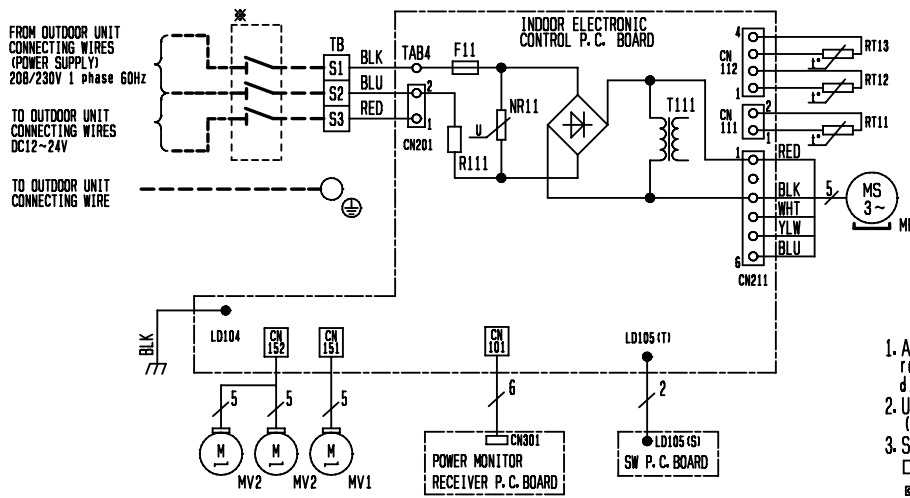 FROM OUTDOOR UNIT
CONNECTING WIRES
(POWER SUPPLY)
208/230V 1 phase 60Hz
TO OUTDOOR UNIT
CONNECTING WIRES
DC12~24V
TO OUTDOOR UNIT
CONNECTING WIRE
※
TB
S1
S2
S3
BLK
BLU
RED
TAB4
2
1
CN201
F11
R111
NR11
U
INDOOR ELECTRONIC
CONTROL P.C. BOARD
T111
4
CN
112
1
2
CN
111
1
t°
RT13
t°
RT12
t°
RT11
1
6
CN211
RED
BLK
WHT
YLW
BLU
5
MS
3~
BLK
LD104
CN
152
CN
151
CN
101
LD105(T)
5
5
5
6
2
M
M
M
MV2
MV2
MV1
CN301
POWER MONITOR
RECEIVER P.C.BOARD
LD105(S)
SW P.C.BOARD
1. A
2. U
3. S